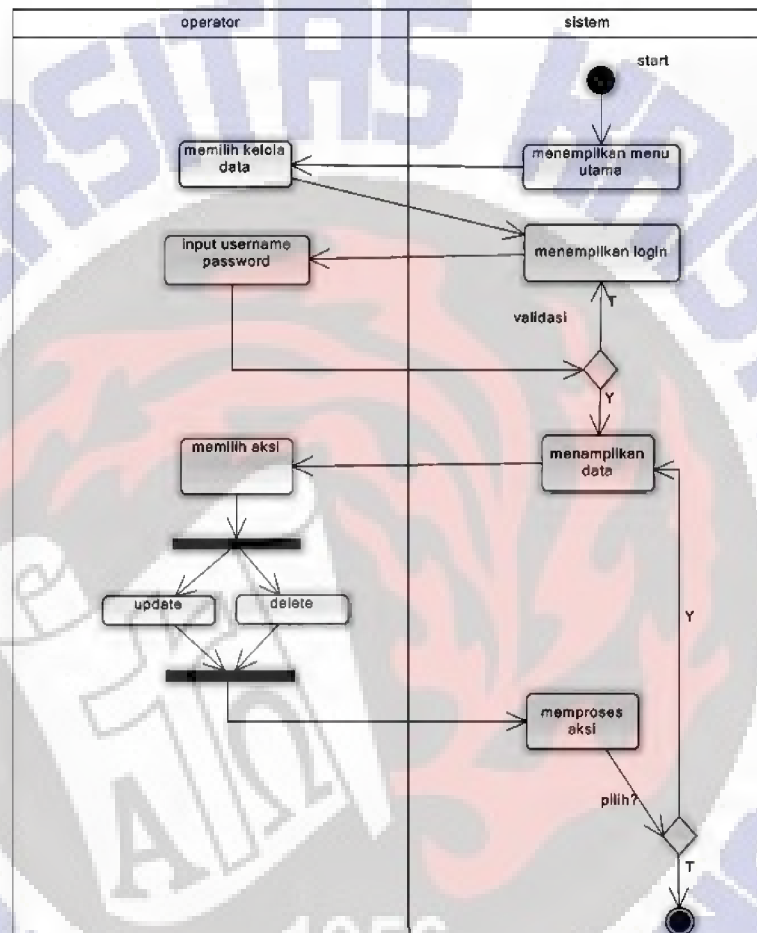 operator
sistem
start
memilih kelola
data
menempilkan menu
utama
input username
password
menempilkan login
T
validasi
Y
memilih aksi
menampilkan
data
update
delete
Y
memproses
aksi
pilih?
T